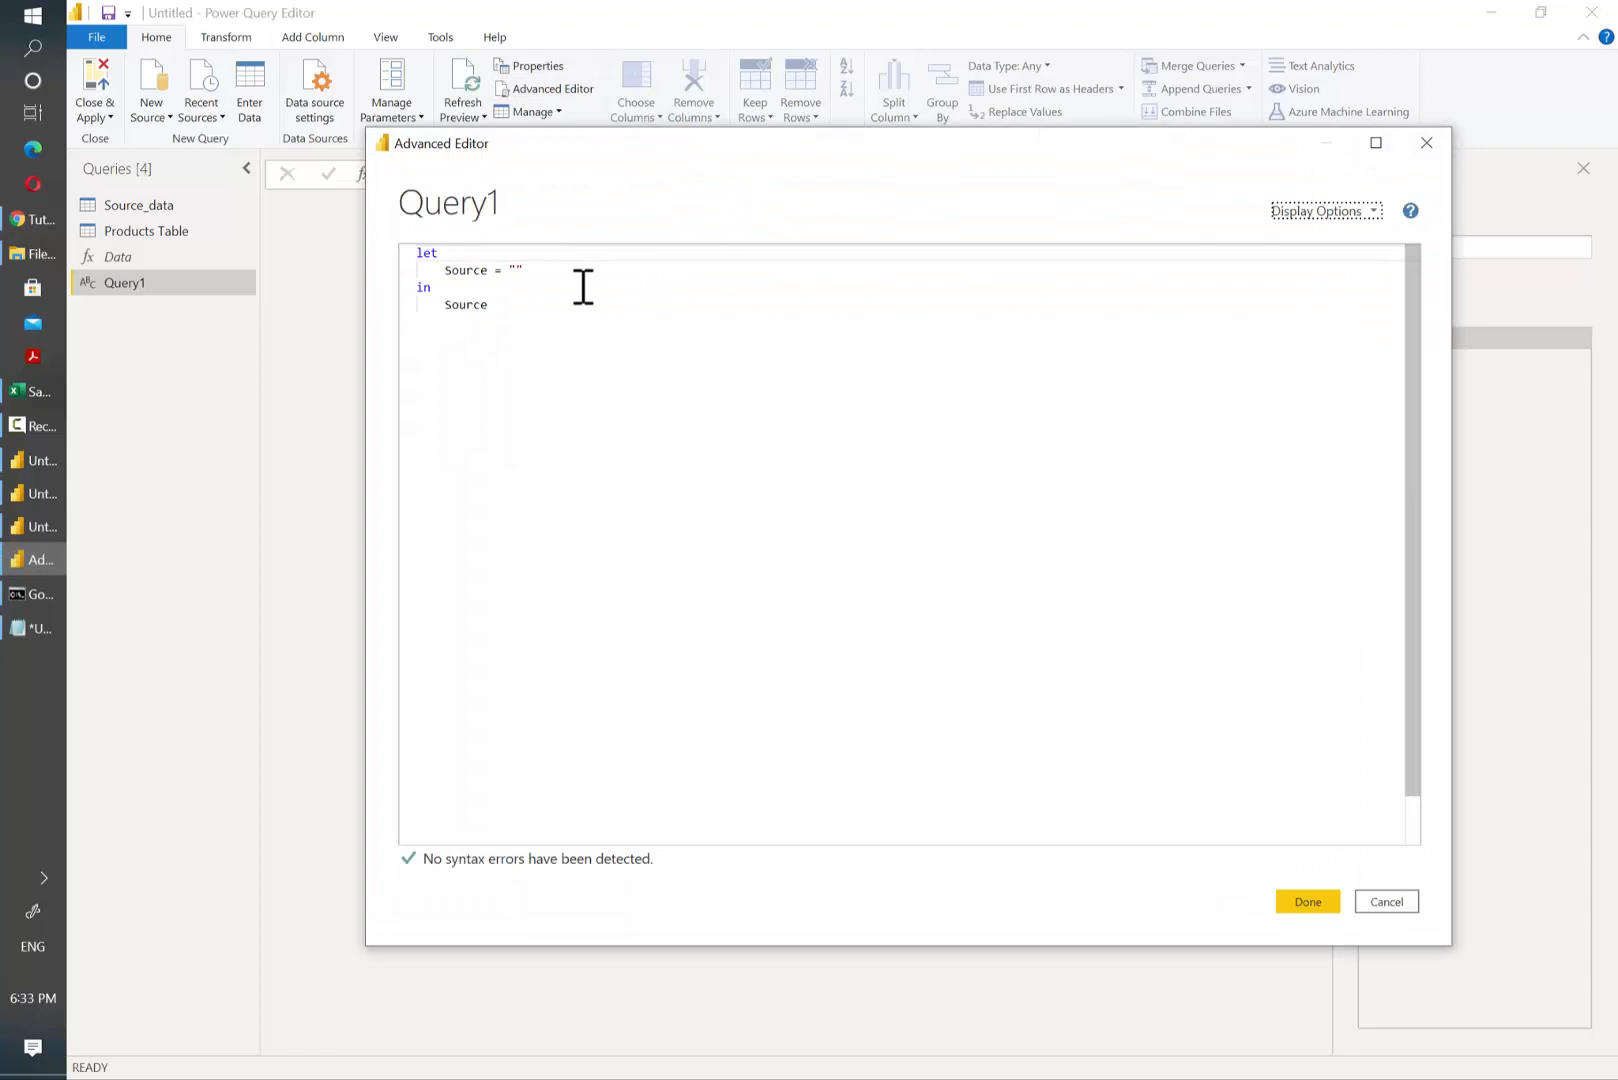 Untitled - Power Query Editor
File Home Transform Add Column View Tools Help
Close & Apply
Close
New Source
Recent Sources
Enter Data
New Query
Data source settings
Data Sources
Manage Parameters
Refresh Preview
Properties
Advanced Editor
Manage
Choose Columns
Remove Columns
Keep Rows
Remove Rows
Split Column
Group By
Data Type: Any
Use First Row as Headers
Replace Values
Merge Queries
Append Queries
Combine Files
Text Analytics
Vision
Azure Machine Learning
Queries [4]
Source_data
Products Table
fx Data
ABC Query1
fx
Advanced Editor
Query1
Display Options
let
Source = ""
in
Source
No syntax errors have been detected.
Done
Cancel
Tut...
File...
Sa...
Rec...
Unt...
Unt...
Unt...
Ad...
Go...
*U...
ENG
6:33 PM
READY